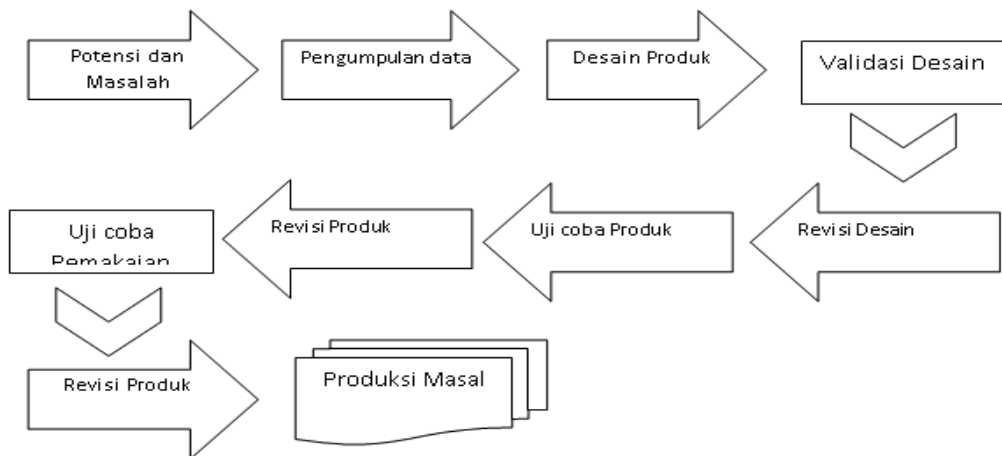 Potensi dan
Masalah
Pengumpulan data
Desain Produk
Validasi Desain
Revisi Desain
Uji coba Produk
Revisi Produk
Uji coba
Pemakaian
Revisi Produk
Produksi Masal